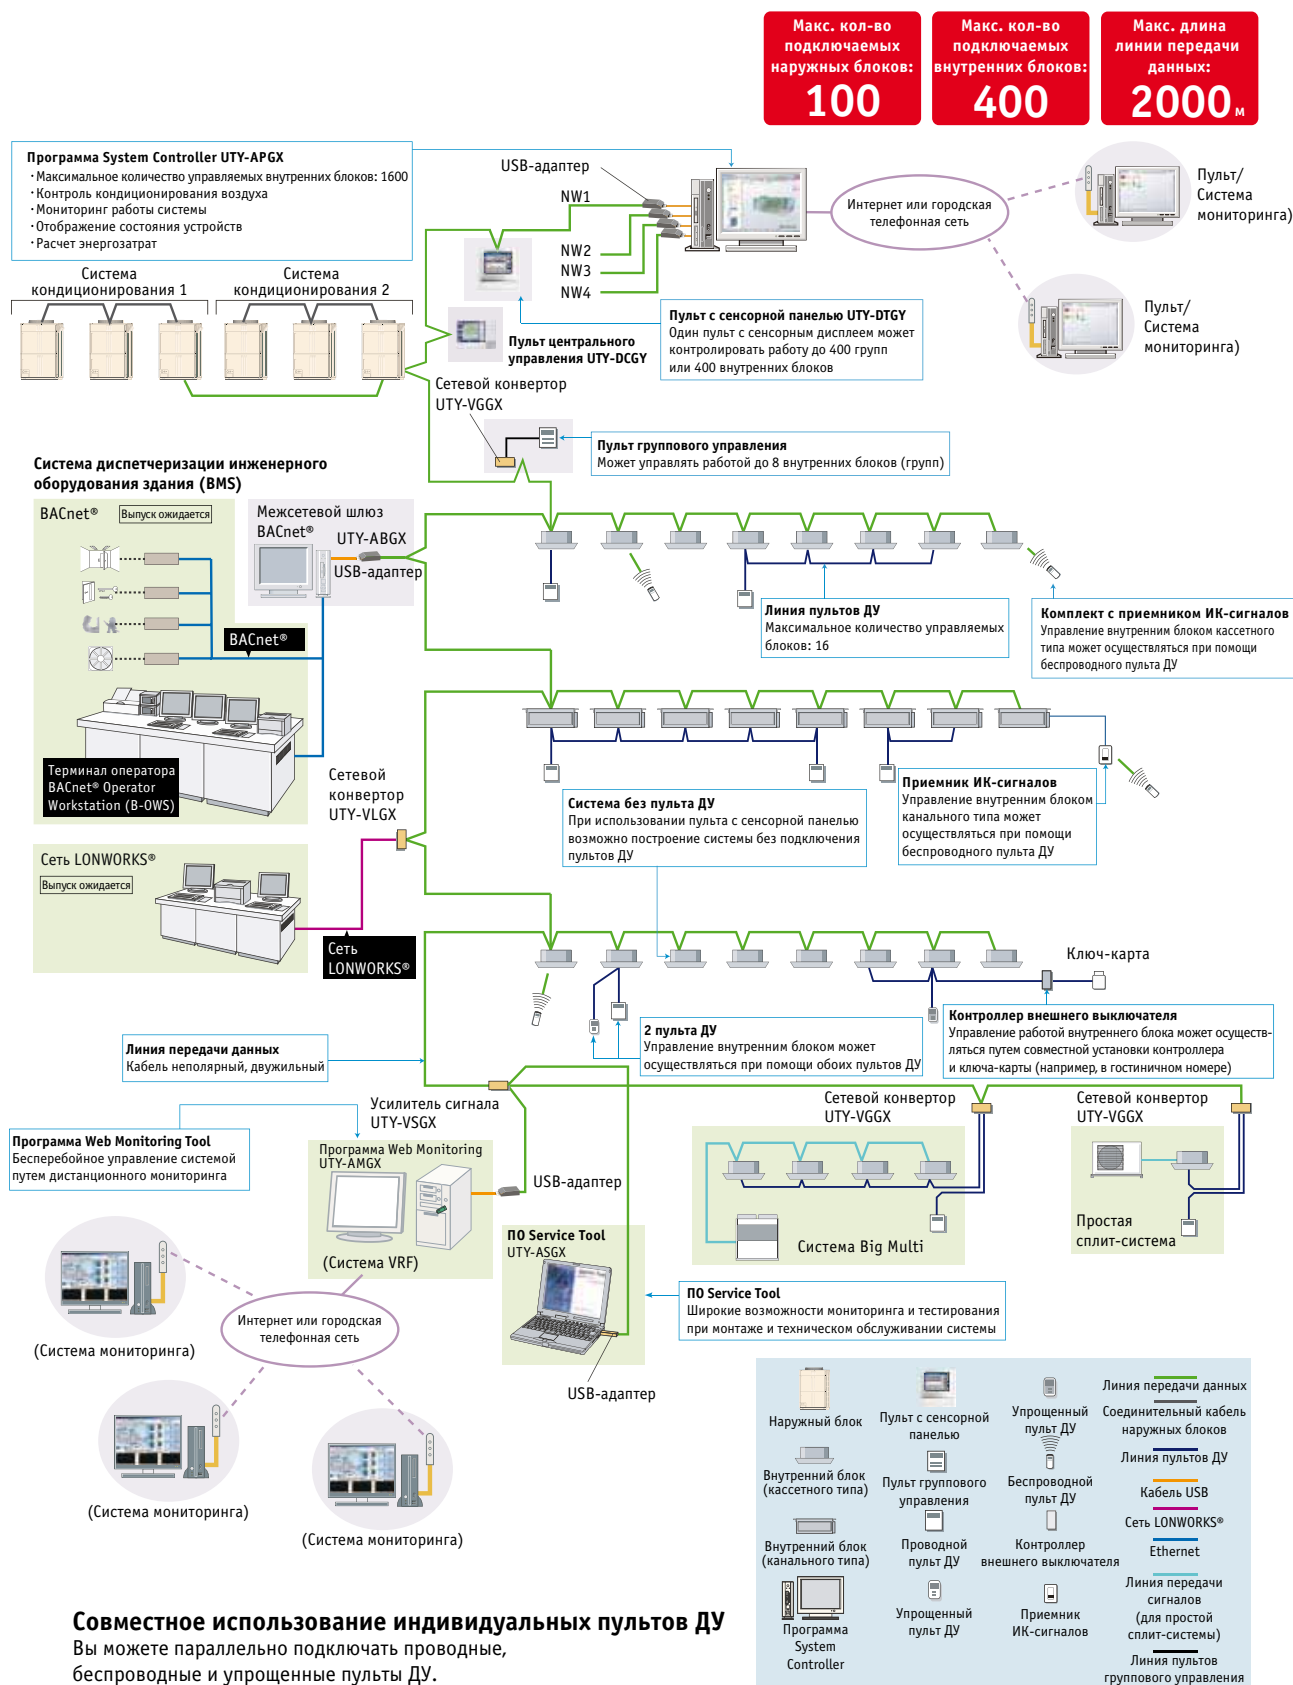 Макс. кол-во
подключаемых
наружных блоков:
100
Макс. кол-во
подключаемых
внутренних блоков:
400
Макс. длина
линии передачи
данных:
2000 м
Программа System Controller UTY-APGX
· Максимальное количество управляемых внутренних блоков: 1600
· Контроль кондиционирования воздуха
· Мониторинг работы системы
· Отображение состояния устройств
· Расчет энергозатрат
USB-адаптер
NW1
NW2
NW3
NW4
Интернет или городская
телефонная сеть
Пульт/
Система
мониторинга)
Пульт/
Система
мониторинга)
Система
кондиционирования 1
Система
кондиционирования 2
Пульт центрального
управления UTY-DCGY
Пульт с сенсорной панелью UTY-DTGY
Один пульт с сенсорным дисплеем может
контролировать работу до 400 групп
или 400 внутренних блоков
Сетевой конвертор
UTY-VGGX
Пульт группового управления
Может управлять работой до 8 внутренних блоков (групп)
Система диспетчеризации инженерного
оборудования здания (BMS)
BACnet®
Выпуск ожидается
Межсетевой шлюз
BACnet®
UTY-ABGX
USB-адаптер
BACnet®
Линия пультов ДУ
Максимальное количество управляемых
блоков: 16
Комплект с приемником ИК-сигналов
Управление внутренним блоком кассетного
типа может осуществляться при помощи
беспроводного пульта ДУ
Терминал оператора
BACnet® Operator
Workstation (B-OWS)
Сетевой
конвертор
UTY-VLGX
Система без пульта ДУ
При использовании пульта с сенсорной панелью
возможно построение системы без подключения
пультов ДУ
Приемник ИК-сигналов
Управление внутренним блоком
канального типа может
осуществляться при помощи
беспроводного пульта ДУ
Сеть LONWORKS®
Выпуск ожидается
Сеть
LONWORKS®
Ключ-карта
Линия передачи данных
Кабель неполярный, двужильный
2 пульта ДУ
Управление внутренним блоком может
осуществляться при помощи обоих пультов ДУ
Контроллер внешнего выключателя
Управление работой внутреннего блока может осуществ-
ляться путем совместной установки контроллера
и ключа-карты (например, в гостиничном номере)
Усилитель сигнала
UTY-VSGX
Сетевой конвертор
UTY-VGGX
Сетевой конвертор
UTY-VGGX
Программа Web Monitoring Tool
Бесперебойное управление системой
путем дистанционного мониторинга
Программа Web Monitoring
UTY-AMGX
(Система VRF)
USB-адаптер
ПО Service Tool
UTY-ASGX
USB-адаптер
Система Big Multi
Простая
сплит-система
ПО Service Tool
Широкие возможности мониторинга и тестирования
при монтаже и техническом обслуживании системы
Интернет или городская
телефонная сеть
(Система мониторинга)
(Система мониторинга)
(Система мониторинга)
Наружный блок
Пульт с сенсорной
панелью
Упрощенный
пульт ДУ
Линия передачи данных
Соединительный кабель
наружных блоков
Линия пультов ДУ
Внутренний блок
(кассетного типа)
Пульт группового
управления
Беспроводной
пульт ДУ
Кабель USB
Сеть LONWORKS®
Внутренний блок
(канального типа)
Проводной
пульт ДУ
Контроллер
внешнего выключателя
Ethernet
Линия передачи
сигналов
(для простой
сплит-системы)
Программа
System
Controller
Упрощенный
пульт ДУ
Приемник
ИК-сигналов
Линия пультов
группового управления
Совместное использование индивидуальных пультов ДУ
Вы можете параллельно подключать проводные,
беспроводные и упрощенные пульты ДУ.